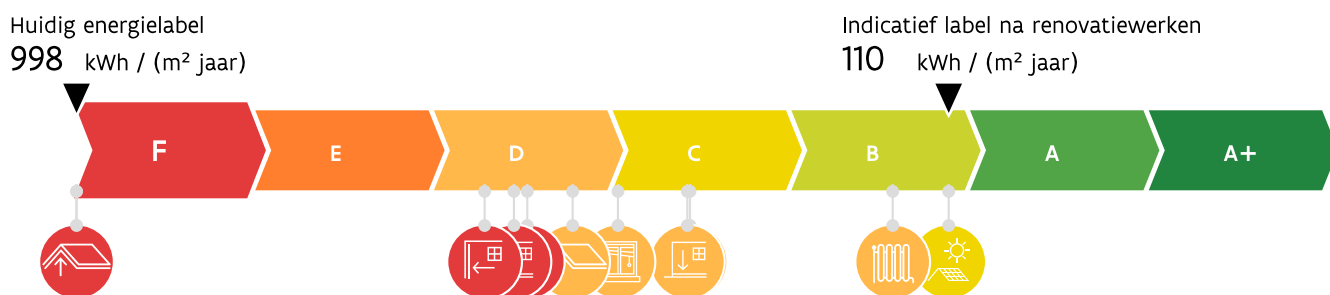 Huidig energielabel
998 kWh / (m² jaar)
Indicatief label na renovatiewerken
110 kWh / (m² jaar)
F E D C B A A+